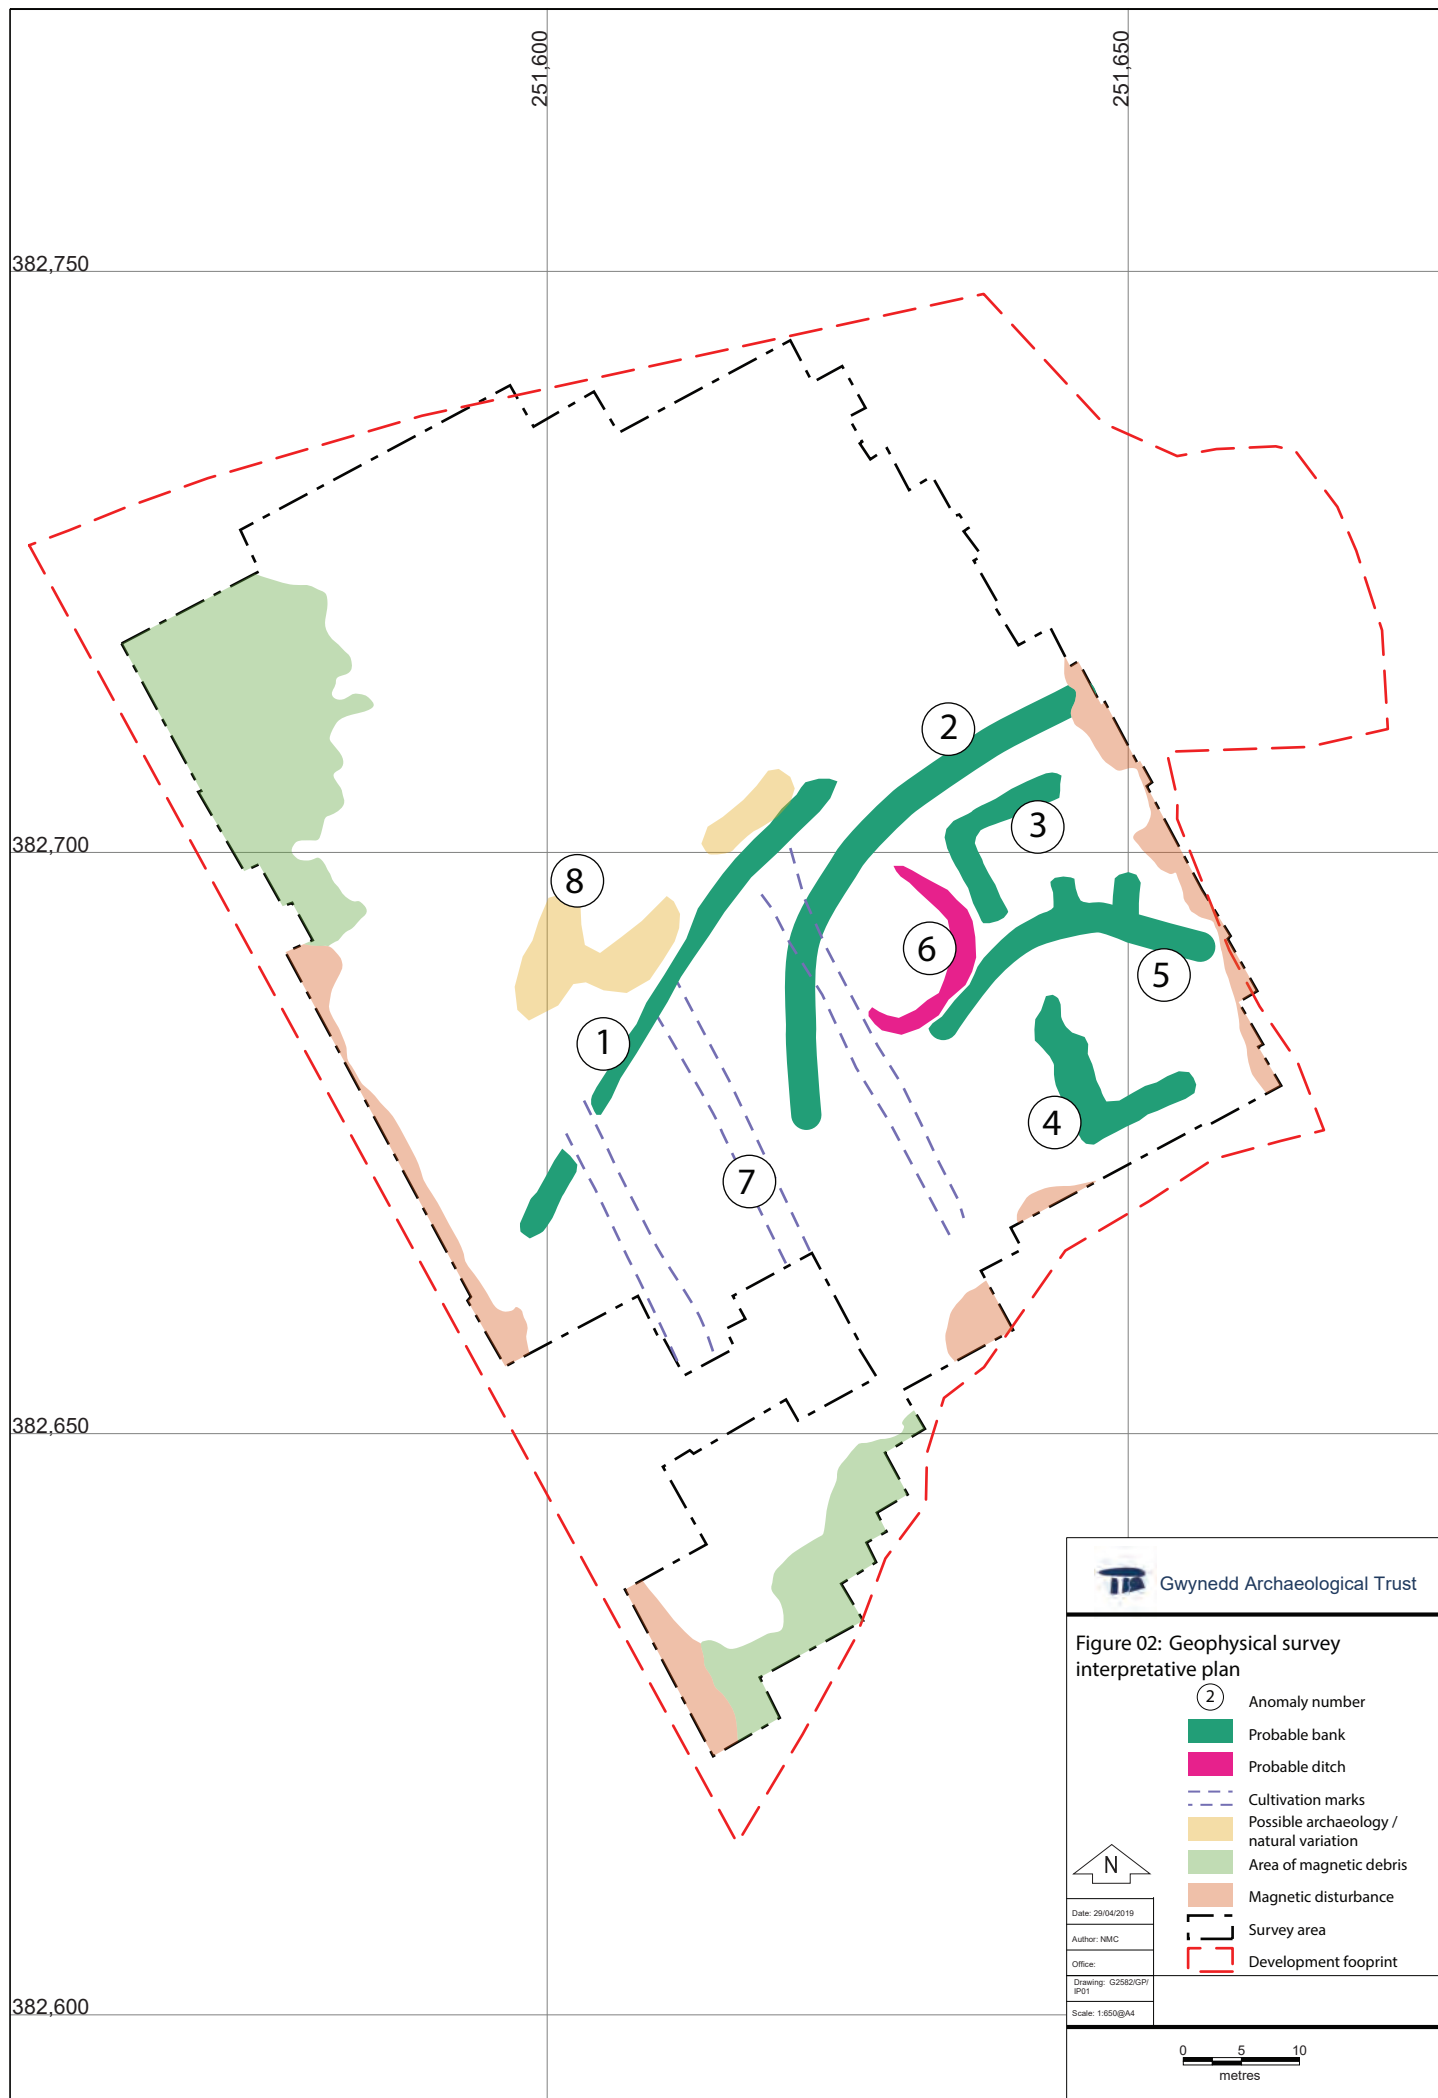 251,600
251,650
382,750
2
3
382,700
8
6
5
1
4
7
382,650
Gwynedd Archaeological Trust
Figure 02: Geophysical survey
interpretative plan
2 Anomaly number
Probable bank
Probable ditch
Cultivation marks
Possible archaeology /
natural variation
Area of magnetic debris
N
Magnetic disturbance
Date: 29/04/2019
Survey area
Author: NMC
Office:
Development fooprint
Drawing: G2582/GP/
IP01
382,600
Scale: 1:650@A4
0 5 10
metres